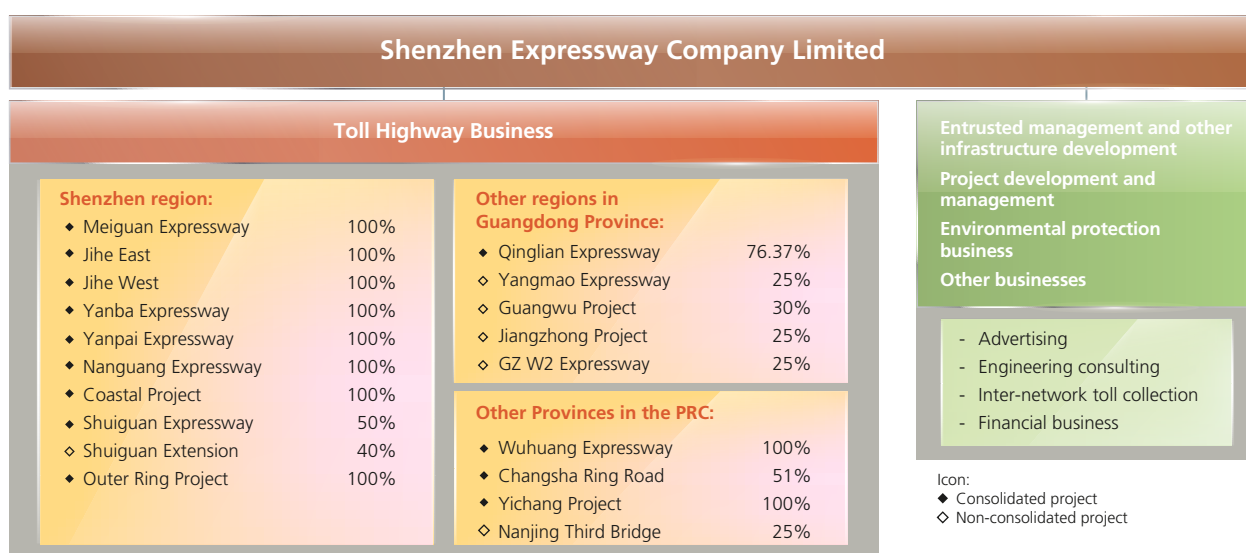 Shenzhen Expressway Company Limited
Toll Highway Business
Shenzhen region:
◆ Meiguan Expressway 100%
◆ Jihe East 100%
◆ Jihe West 100%
◆ Yanba Expressway 100%
◆ Yanpai Expressway 100%
◆ Nanguang Expressway 100%
◆ Coastal Project 100%
◆ Shuiguan Expressway 50%
◇ Shuiguan Extension 40%
◆ Outer Ring Project 100%
Other regions in
Guangdong Province:
◆ Qinglian Expressway 76.37%
◇ Yangmao Expressway 25%
◇ Guangwu Project 30%
◇ Jiangzhong Project 25%
◇ GZ W2 Expressway 25%
Other Provinces in the PRC:
◆ Wuhuang Expressway 100%
◆ Changsha Ring Road 51%
◆ Yichang Project 100%
◇ Nanjing Third Bridge 25%
Entrusted management and other
infrastructure development
Project development and
management
Environmental protection
business
Other businesses
- Advertising
- Engineering consulting
- Inter-network toll collection
- Financial business
Icon:
◆ Consolidated project
◇ Non-consolidated project